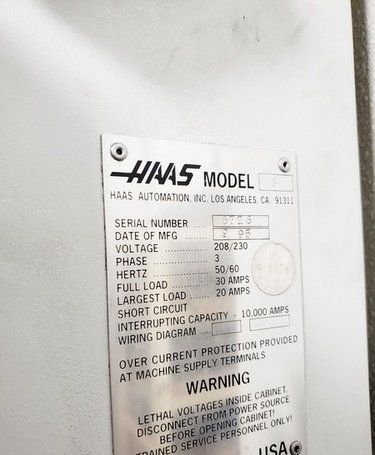 HAAS MODEL 3
HAAS AUTOMATION, INC. LOS ANGELES, CA. 91311
SERIAL NUMBER
DATE OF MFG 9 95
VOLTAGE 208/230
PHASE 3
HERTZ 50/60
FULL LOAD 30 AMPS
LARGEST LOAD 20 AMPS
SHORT CIRCUIT
INTERRUPTING CAPACITY - 10,000 AMPS
WIRING DIAGRAM
OVER CURRENT PROTECTION PROVIDED
AT MACHINE SUPPLY TERMINALS.
WARNING
LETHAL VOLTAGES INSIDE CABINET.
DISCONNECT FROM POWER SOURCE
BEFORE OPENING CABINET!
TRAINED SERVICE PERSONNEL ONLY!
USA